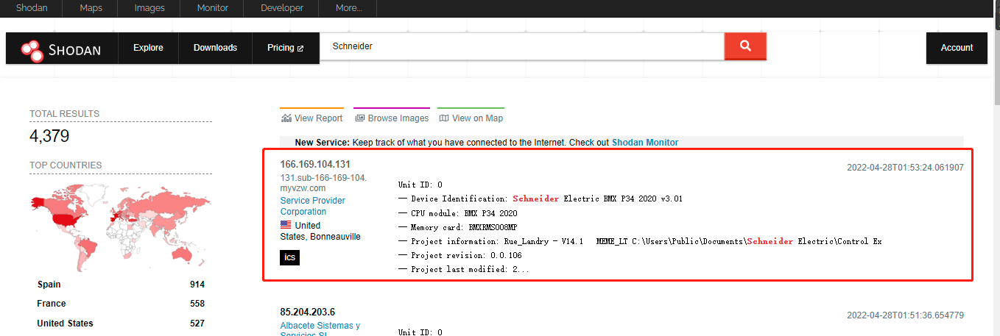 Shodan Maps Images Monitor Developer More...
SHODAN Explore Downloads Pricing Schneider Account
TOTAL RESULTS
4,379
TOP COUNTRIES
Spain 914
France 558
United States 527
View Report Browse Images View on Map
New Service: Keep track of what you have connected to the Internet. Check out Shodan Monitor
166.169.104.131
131.sub-166-169-104.
myvzw.com
Service Provider
Corporation
United
States, Bonneauville
ics
2022-04-28T01:53:24.061907
Unit ID: 0
— Device Identification: Schneider Electric BMX P34 2020 v3.01
— CPU module: BMX P34 2020
— Memory card: BMXRMS008MP
— Project information: Rue_Landry - V14.1 MEME_LT C:\Users\Public\Documents\Schneider Electric\Control Ex
— Project revision: 0.0.106
— Project last modified: 2...
85.204.203.6
Albacete Sistemas y
Servicios SL
2022-04-28T01:51:36.654779
Unit ID: 0